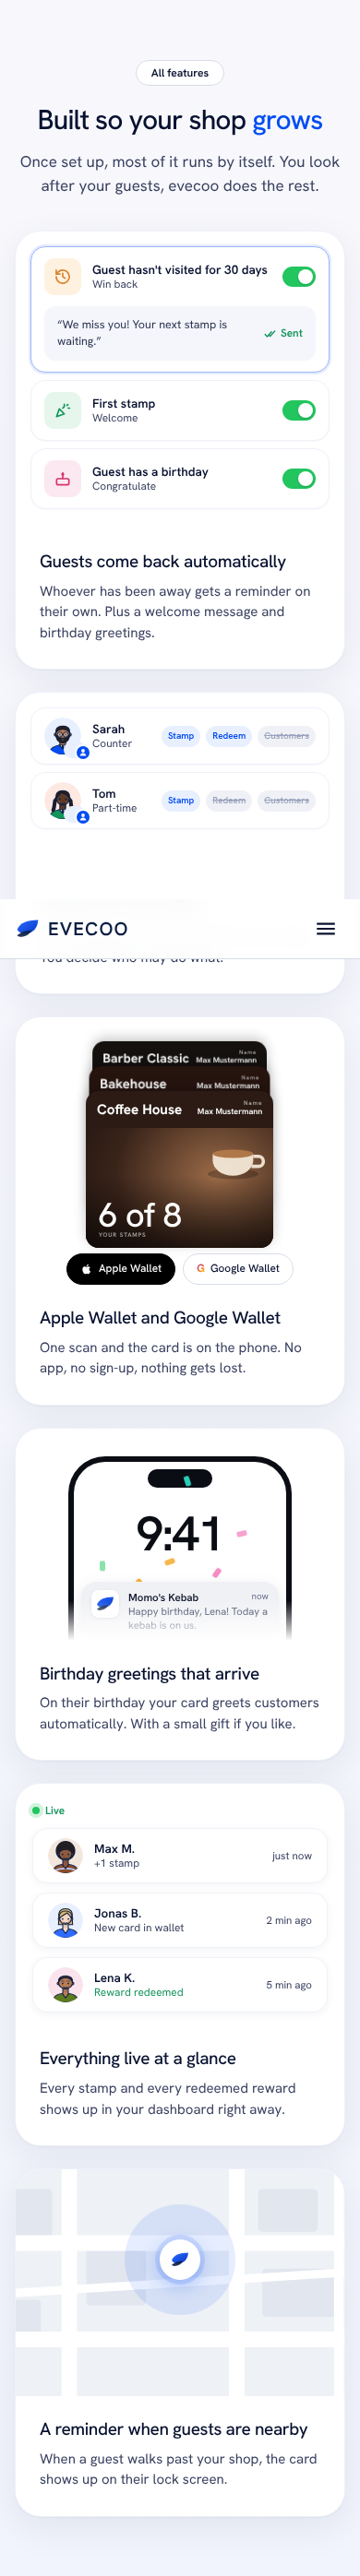 All features
Built so your shop grows
Once set up, most of it runs by itself. You look
after your guests, evecoo does the rest.
Guest hasn't visited for 30 days
Win back
“We miss you! Your next stamp is
waiting.”
Sent
First stamp
Welcome
Guest has a birthday
Congratulate
Guests come back automatically
Whoever has been away gets a reminder on
their own. Plus a welcome message and
birthday greetings.
Sarah
Counter
Stamp Redeem Customers
Tom
Part-time
Stamp Redeem Customers
EVECOO
You decide who may do what.
Barber Classic
Name
Max Mustermann
Bakehouse
Name
Max Mustermann
Coffee House
Name
Max Mustermann
6 of 8
YOUR STAMPS
Apple Wallet
G Google Wallet
Apple Wallet and Google Wallet
One scan and the card is on the phone. No
app, no sign-up, nothing gets lost.
9:41
Momo's Kebab
now
Happy birthday, Lena! Today a
kebab is on us.
Birthday greetings that arrive
On their birthday your card greets customers
automatically. With a small gift if you like.
Live
Max M.
+1 stamp
just now
Jonas B.
New card in wallet
2 min ago
Lena K.
Reward redeemed
5 min ago
Everything live at a glance
Every stamp and every redeemed reward
shows up in your dashboard right away.
A reminder when guests are nearby
When a guest walks past your shop, the card
shows up on their lock screen.